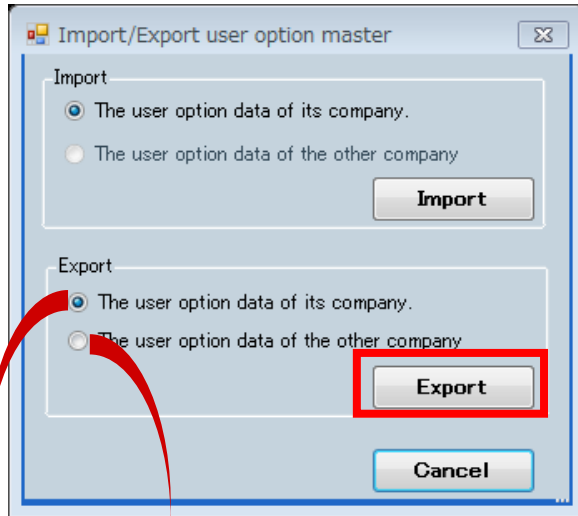 Import/Export user option master
Import
The user option data of its company.
The user option data of the other company
Import
Export
The user option data of its company.
The user option data of the other company
Export
Cancel